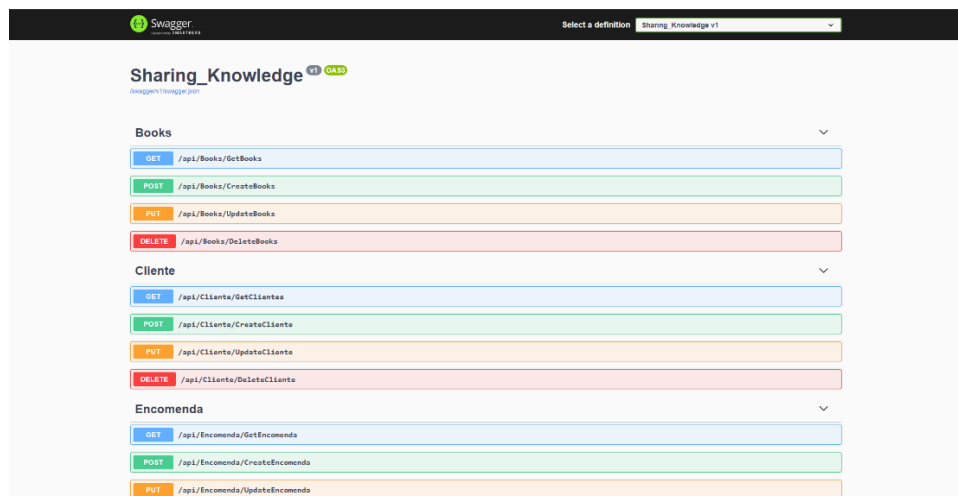 Swagger.
Supported by SMARTBEAR
Select a definition
Sharing_Knowledge v1
Sharing_Knowledge v1 OAS3
/swagger/v1/swagger.json
Books
GET /api/Books/GetBooks
POST /api/Books/CreateBooks
PUT /api/Books/UpdateBooks
DELETE /api/Books/DeleteBooks
Cliente
GET /api/Cliente/GetClientes
POST /api/Cliente/CreateCliente
PUT /api/Cliente/UpdateCliente
DELETE /api/Cliente/DeleteCliente
Encomenda
GET /api/Encomenda/GetEncomenda
POST /api/Encomenda/CreateEncomenda
PUT /api/Encomenda/UpdateEncomenda